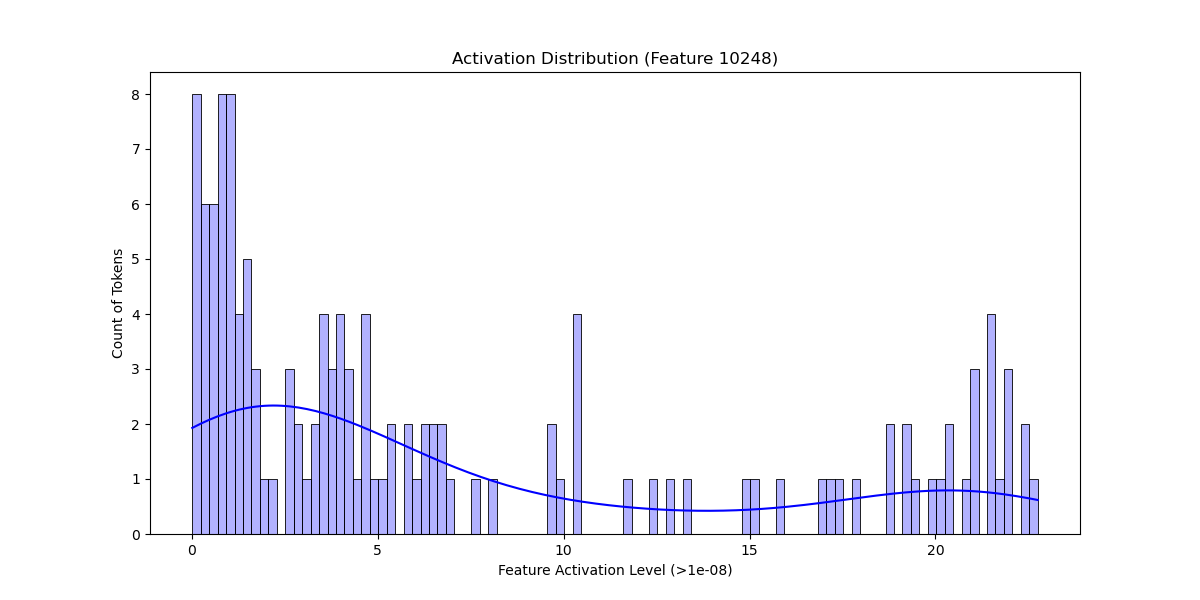 Activation Distribution (Feature 10248)
Count of Tokens
8
7
6
5
4
3
2
1
0
0 5 10 15 20
Feature Activation Level (>1e-08)